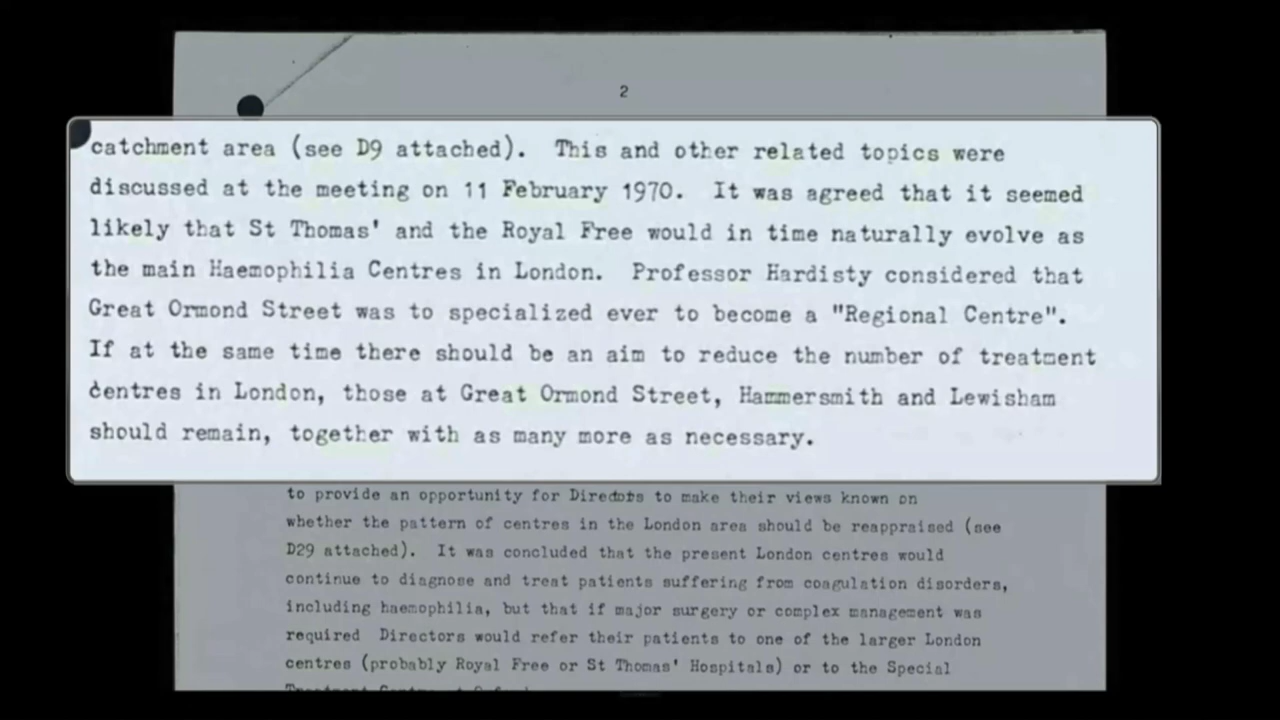 2
catchment area (see D9 attached). This and other related topics were
discussed at the meeting on 11 February 1970. It was agreed that it seemed
likely that St Thomas' and the Royal Free would in time naturally evolve as
the main Haemophilia Centres in London. Professor Hardisty considered that
Great Ormond Street was to specialized ever to become a "Regional Centre".
If at the same time there should be an aim to reduce the number of treatment
centres in London, those at Great Ormond Street, Hammersmith and Lewisham
should remain, together with as many more as necessary.
to provide an opportunity for Directors to make their views known on
whether the pattern of centres in the London area should be reappraised (see
D29 attached). It was concluded that the present London centres would
continue to diagnose and treat patients suffering from coagulation disorders,
including haemophilia, but that if major surgery or complex management was
required Directors would refer their patients to one of the larger London
centres (probably Royal Free or St Thomas' Hospitals) or to the Special